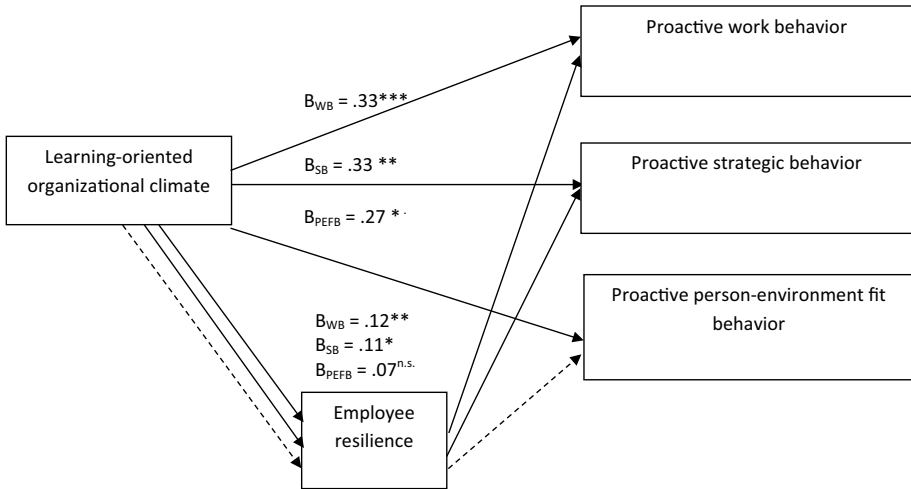 Proactive work behavior
B_WB = .33***
Learning-oriented
organizational climate
B_SB = .33 **
Proactive strategic behavior
B_PEFB = .27 * .
Proactive person-environment fit
behavior
B_WB = .12**
B_SB = .11*
B_PEFB = .07^n.s.
Employee
resilience